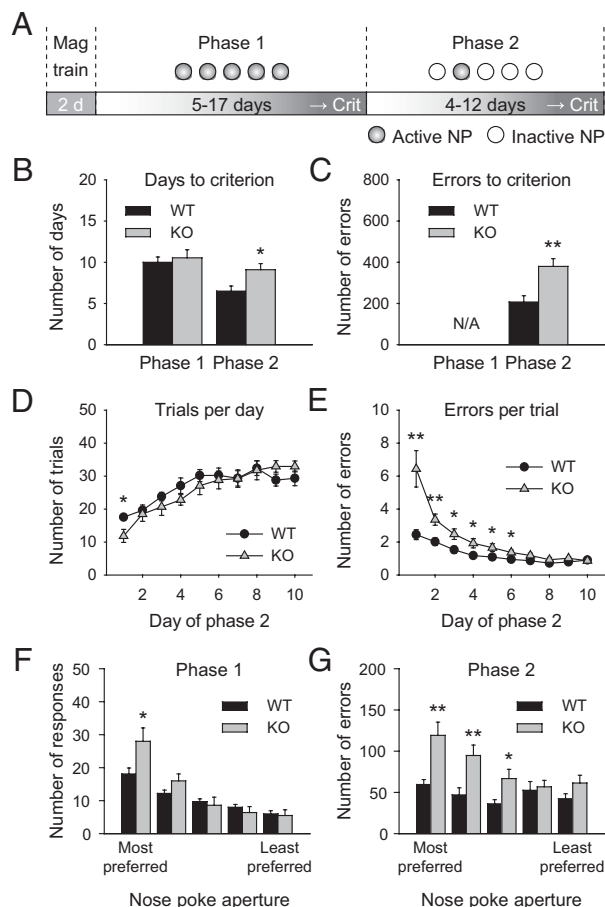 A
Mag train
Phase 1
Phase 2
2 d
5-17 days
→ Crit
4-12 days
→ Crit
Active NP
Inactive NP
B
Days to criterion
Number of days
20
15
10
5
0
WT
KO
*
Phase 1
Phase 2
C
Errors to criterion
Number of errors
800
600
400
200
0
WT
KO
**
N/A
Phase 1
Phase 2
D
Trials per day
Number of trials
50
40
30
20
10
0
*
WT
KO
2 4 6 8 10
Day of phase 2
E
Errors per trial
Number of errors
10
8
6
4
2
0
**
**
*
*
*
*
WT
KO
2 4 6 8 10
Day of phase 2
F
Phase 1
Number of responses
50
40
30
20
10
0
*
WT
KO
Most preferred
Least preferred
Nose poke aperture
G
Phase 2
Number of errors
200
150
100
50
0
**
**
*
WT
KO
Most preferred
Least preferred
Nose poke aperture